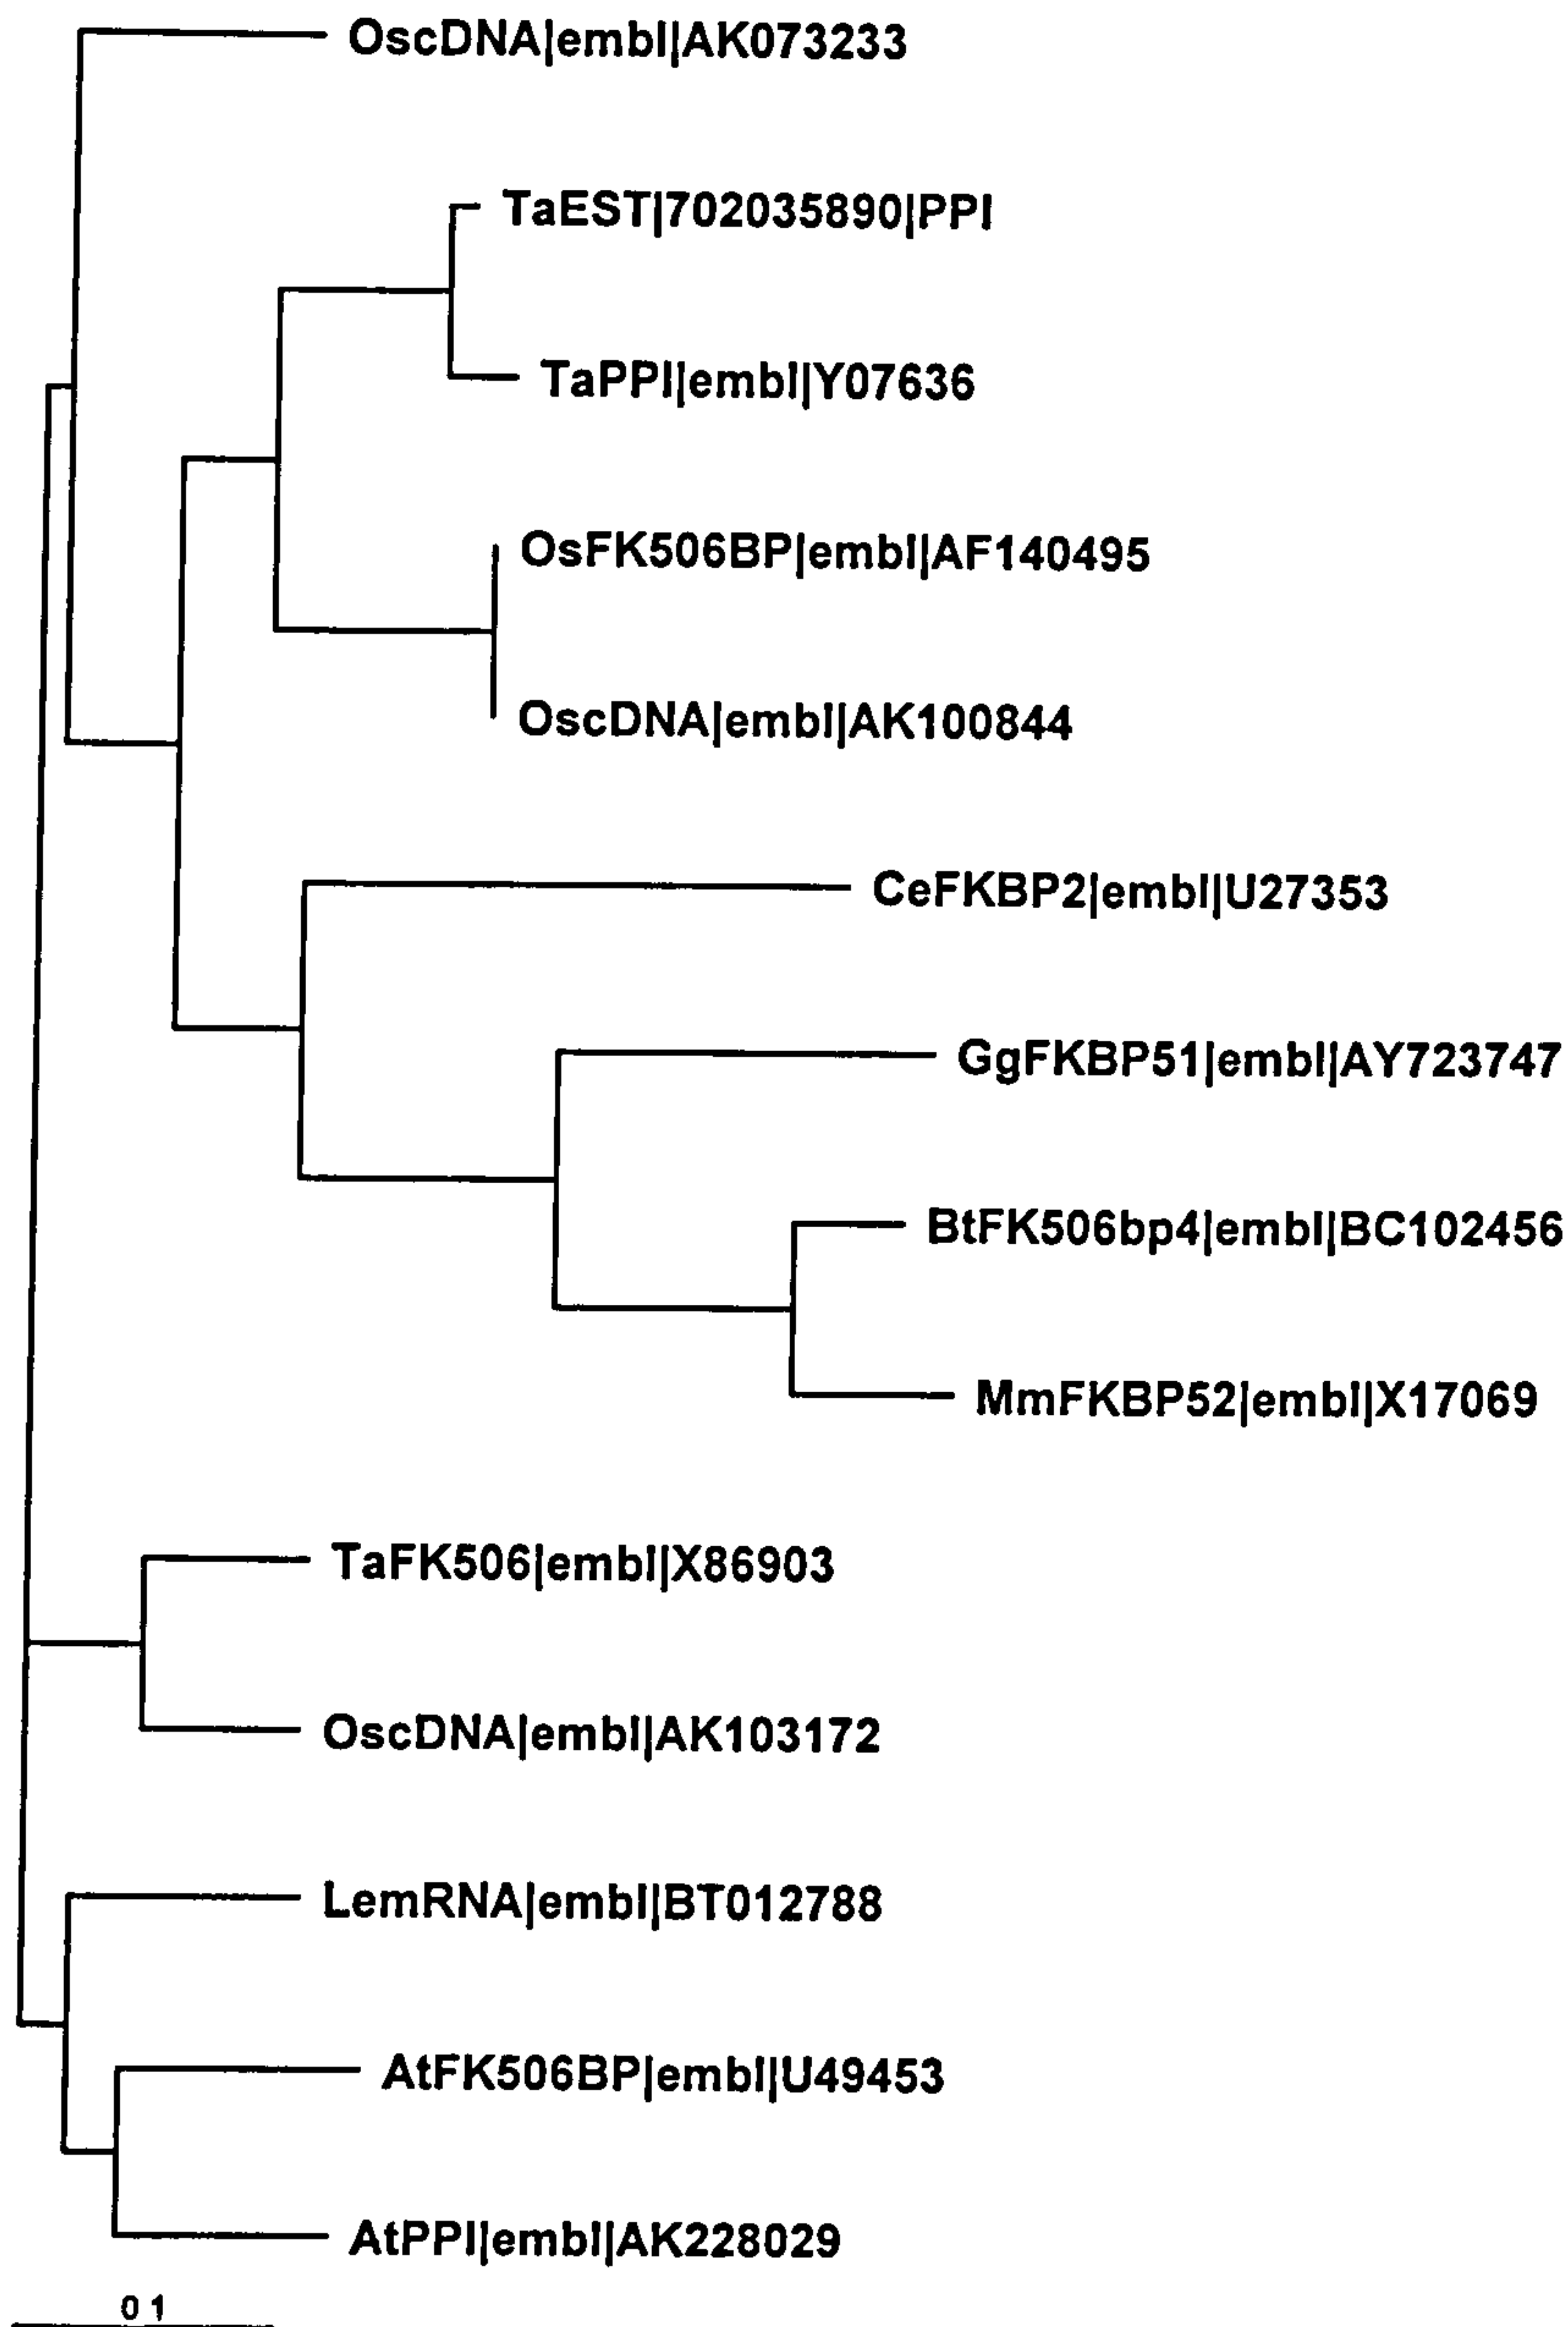 OscDNA|embl|AK073233
TaEST|702035890|PPI
TaPPI|embl|Y07636
OsFK506BP|embl|AF140495
OscDNA|embl|AK100844
CeFKBP2|embl|U27353
GgFKBP51|embl|AY723747
BtFK506bp4|embl|BC102456
MmFKBP52|embl|X17069
TaFK506|embl|X86903
OscDNA|embl|AK103172
LemRNA|embl|BT012788
AtFK506BP|embl|U49453
AtPPI|embl|AK228029
0 1